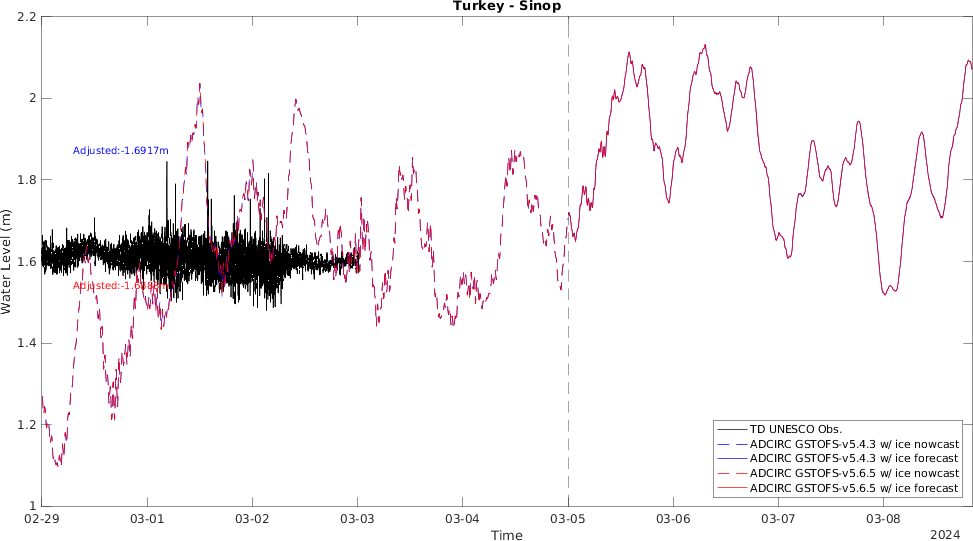 Turkey - Sinop
2.2
2
1.8
1.6
1.4
1.2
1
Water Level (m)
Adjusted:-1.6917m
TD UNESCO Obs.
ADCIRC GSTOFS-v5.4.3 w/ ice nowcast
ADCIRC GSTOFS-v5.4.3 w/ ice forecast
ADCIRC GSTOFS-v5.6.5 w/ ice nowcast
ADCIRC GSTOFS-v5.6.5 w/ ice forecast
02-29 03-01 03-02 03-03 03-04 03-05 03-06 03-07 03-08
Time
2024